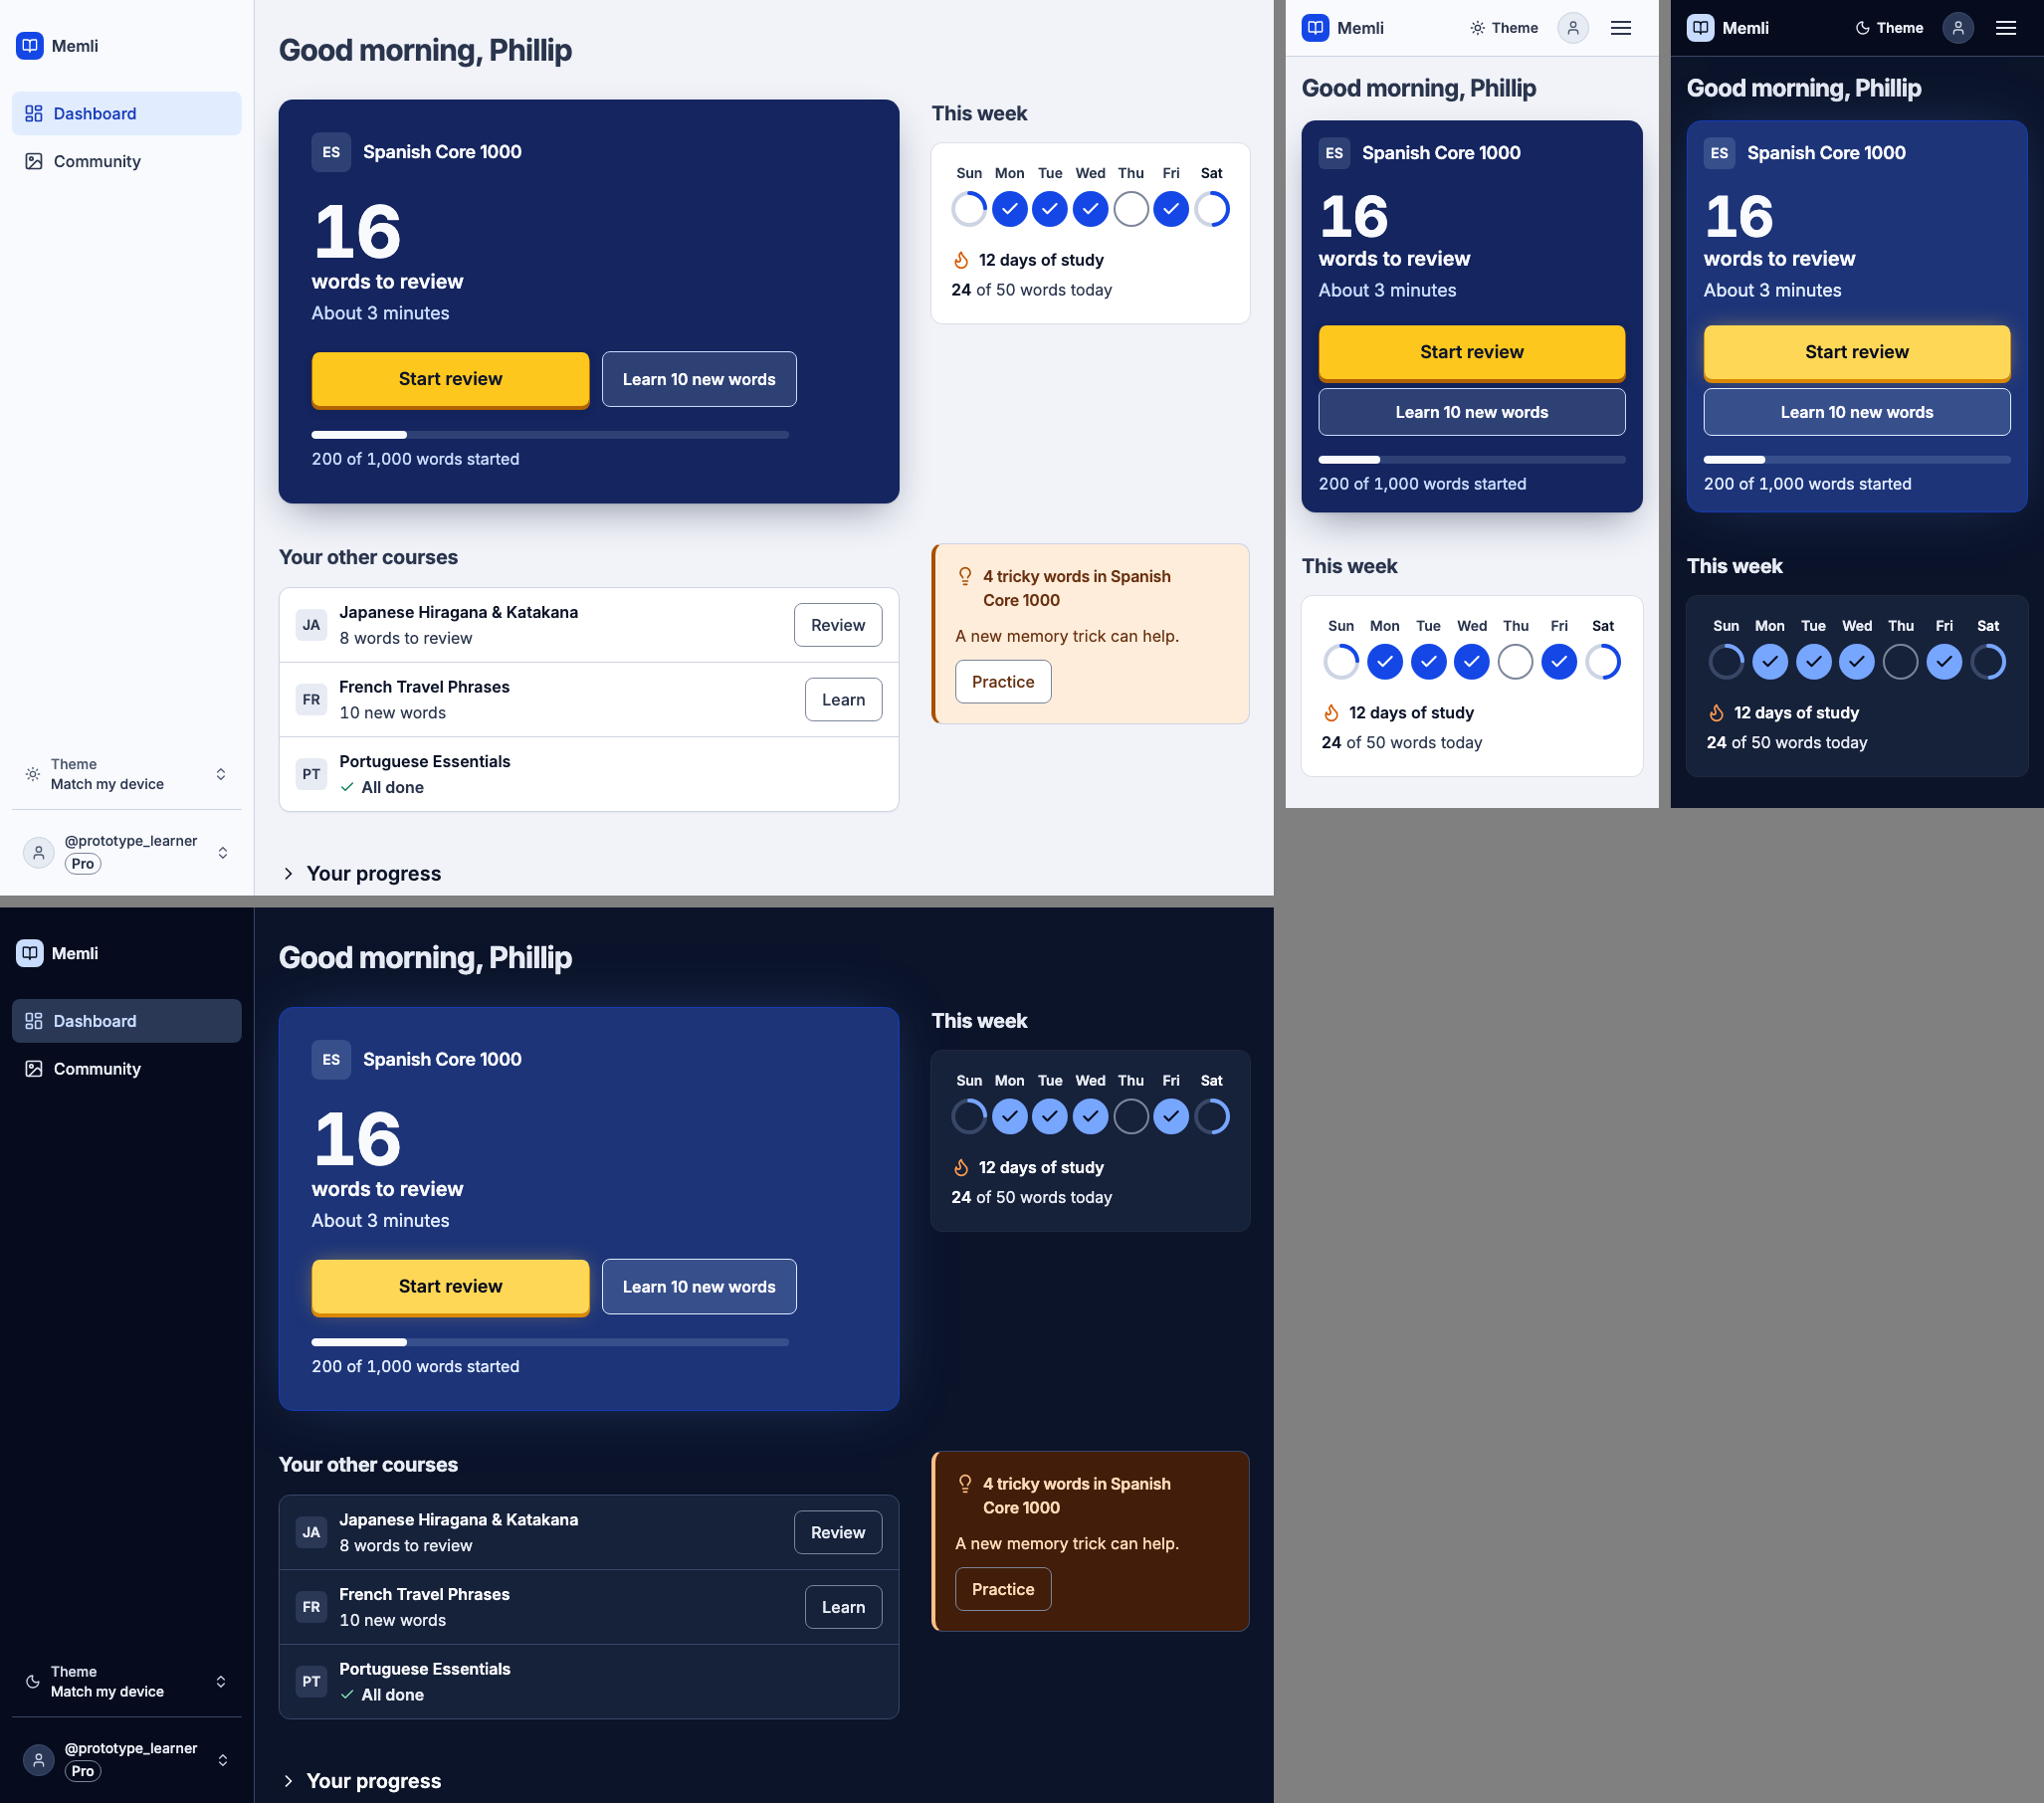 Memli
Dashboard
Community
Theme
Match my device
@prototype_learner
Pro
Good morning, Phillip
ES
Spanish Core 1000
16
words to review
About 3 minutes
Start review
Learn 10 new words
200 of 1,000 words started
This week
Sun Mon Tue Wed Thu Fri Sat
12 days of study
24 of 50 words today
Your other courses
JA
Japanese Hiragana & Katakana
8 words to review
Review
FR
French Travel Phrases
10 new words
Learn
PT
Portuguese Essentials
All done
4 tricky words in Spanish
Core 1000
A new memory trick can help.
Practice
Your progress
Memli
Theme
Good morning, Phillip
ES
Spanish Core 1000
16
words to review
About 3 minutes
Start review
Learn 10 new words
200 of 1,000 words started
This week
Sun Mon Tue Wed Thu Fri Sat
12 days of study
24 of 50 words today
Memli
Theme
Good morning, Phillip
ES
Spanish Core 1000
16
words to review
About 3 minutes
Start review
Learn 10 new words
200 of 1,000 words started
This week
Sun Mon Tue Wed Thu Fri Sat
12 days of study
24 of 50 words today
Memli
Dashboard
Community
Theme
Match my device
@prototype_learner
Pro
Good morning, Phillip
ES
Spanish Core 1000
16
words to review
About 3 minutes
Start review
Learn 10 new words
200 of 1,000 words started
This week
Sun Mon Tue Wed Thu Fri Sat
12 days of study
24 of 50 words today
Your other courses
JA
Japanese Hiragana & Katakana
8 words to review
Review
FR
French Travel Phrases
10 new words
Learn
PT
Portuguese Essentials
All done
4 tricky words in Spanish
Core 1000
A new memory trick can help.
Practice
Your progress